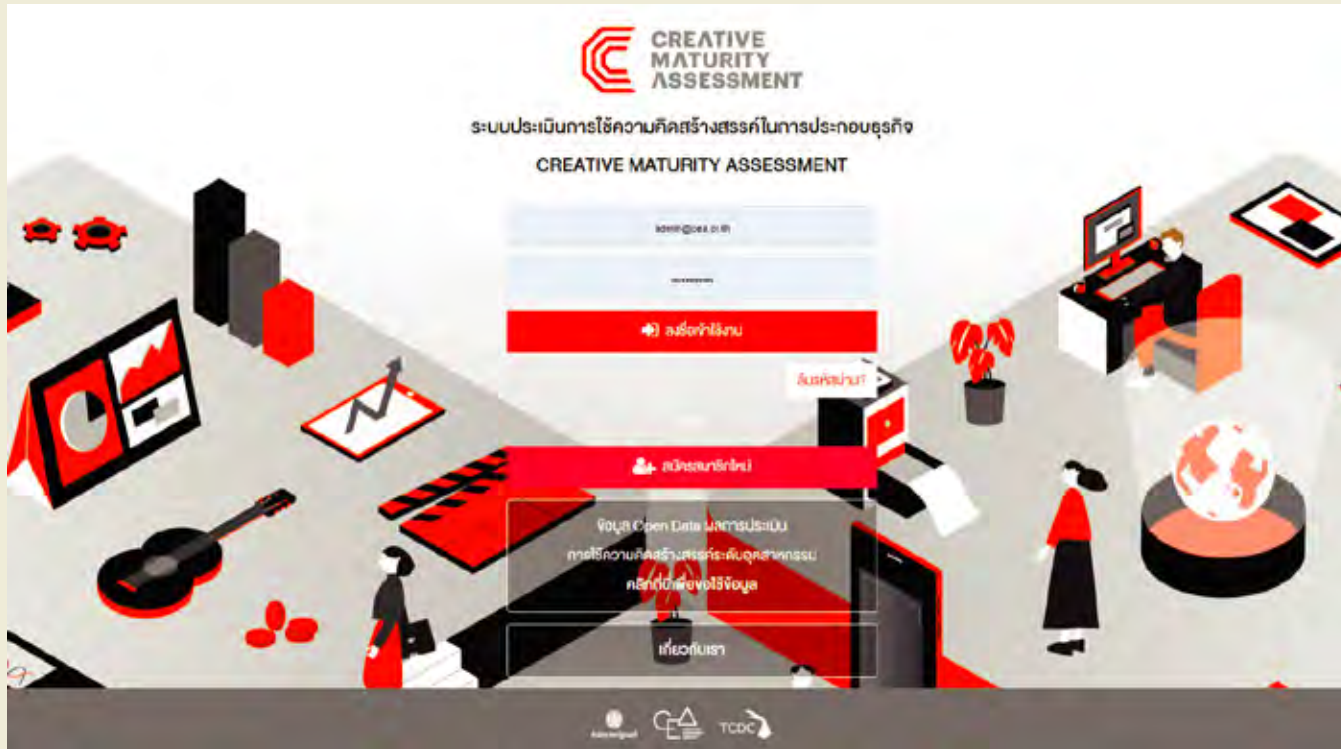 CREATIVE
MATURITY
ASSESSMENT
ระบบประเมินการใช้ความคิดสร้างสรรค์ในการประกอบธุรกิจ
CREATIVE MATURITY ASSESSMENT
admin@cea.or.th
ลงชื่อเข้าใช้งาน
ลืมรหัสผ่าน?
สมัครสมาชิกใหม่
ข้อมูล Open Data ผลการประเมิน
การใช้ความคิดสร้างสรรค์ระดับอุตสาหกรรม
คลิกที่นี่เพื่อขอใช้ข้อมูล
เกี่ยวกับเรา
CEA
TCDC